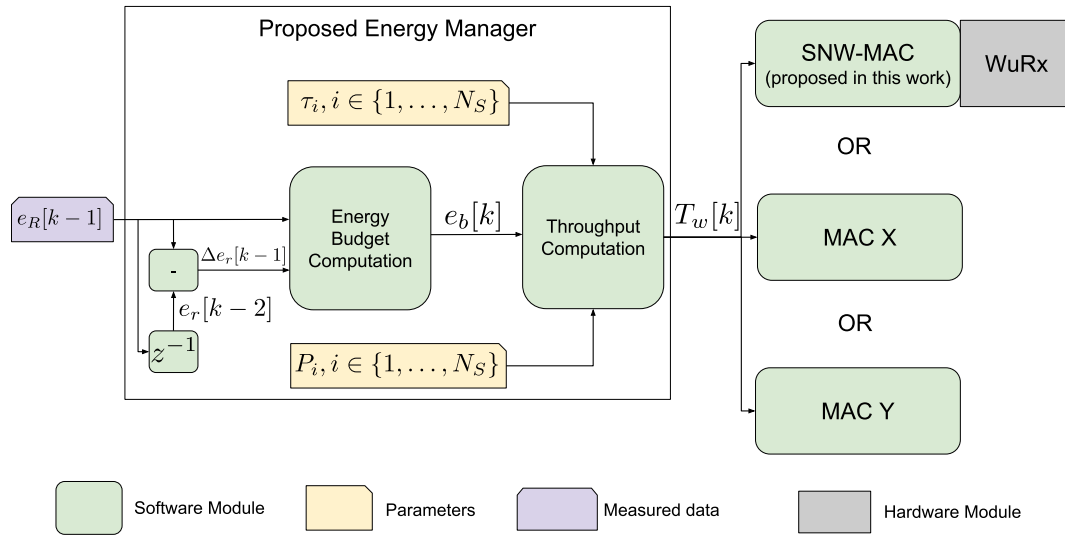 Proposed Energy Manager
τ_i, i ∈ {1, . . . , N_S}
e_R[k−1]
Energy
Budget
Computation
e_b[k]
Throughput
Computation
T_w[k]
-
Δe_r[k−1]
e_r[k − 2]
z^{−1}
P_i, i ∈ {1, . . . , N_S}
SNW-MAC
(proposed in this work)
WuRx
OR
MAC X
OR
MAC Y
Software Module
Parameters
Measured data
Hardware Module